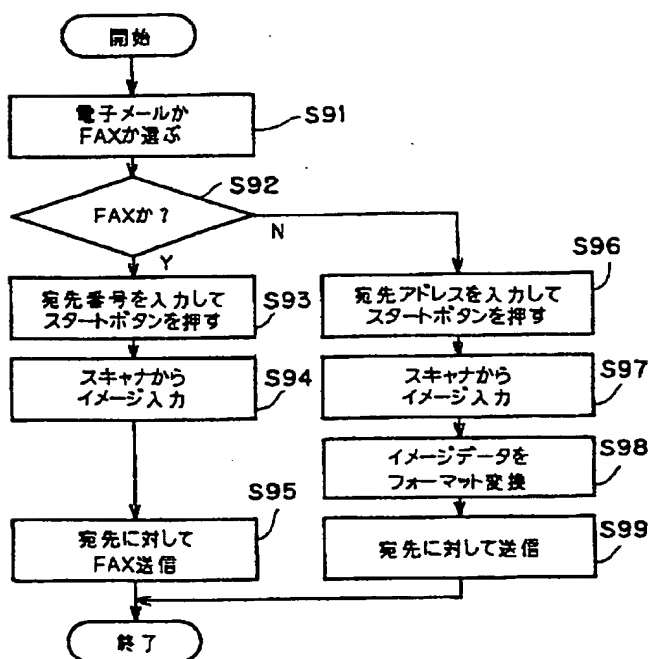 開始
電子メールか
FAXか選ぶ
S91
S92
FAXか?
N
Y
宛先番号を入力して
スタートボタンを押す
S93
スキャナから
イメージ入力
S94
宛先に対して
FAX送信
S95
宛先アドレスを入力して
スタートボタンを押す
S96
スキャナから
イメージ入力
S97
イメージデータを
フォーマット変換
S98
宛先に対して送信
S99
終了